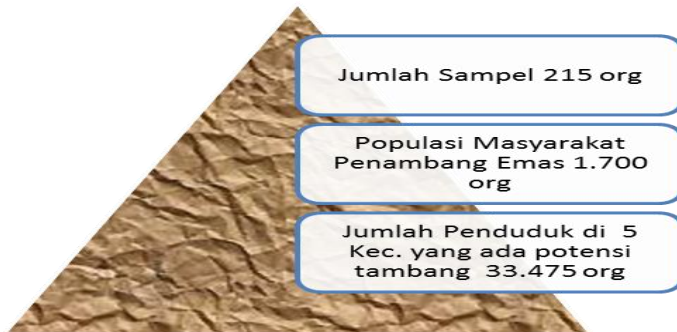 Jumlah Sampel 215 org
Populasi Masyarakat
Penambang Emas 1.700
org
Jumlah Penduduk di 5
Kec. yang ada potensi
tambang 33.475 org